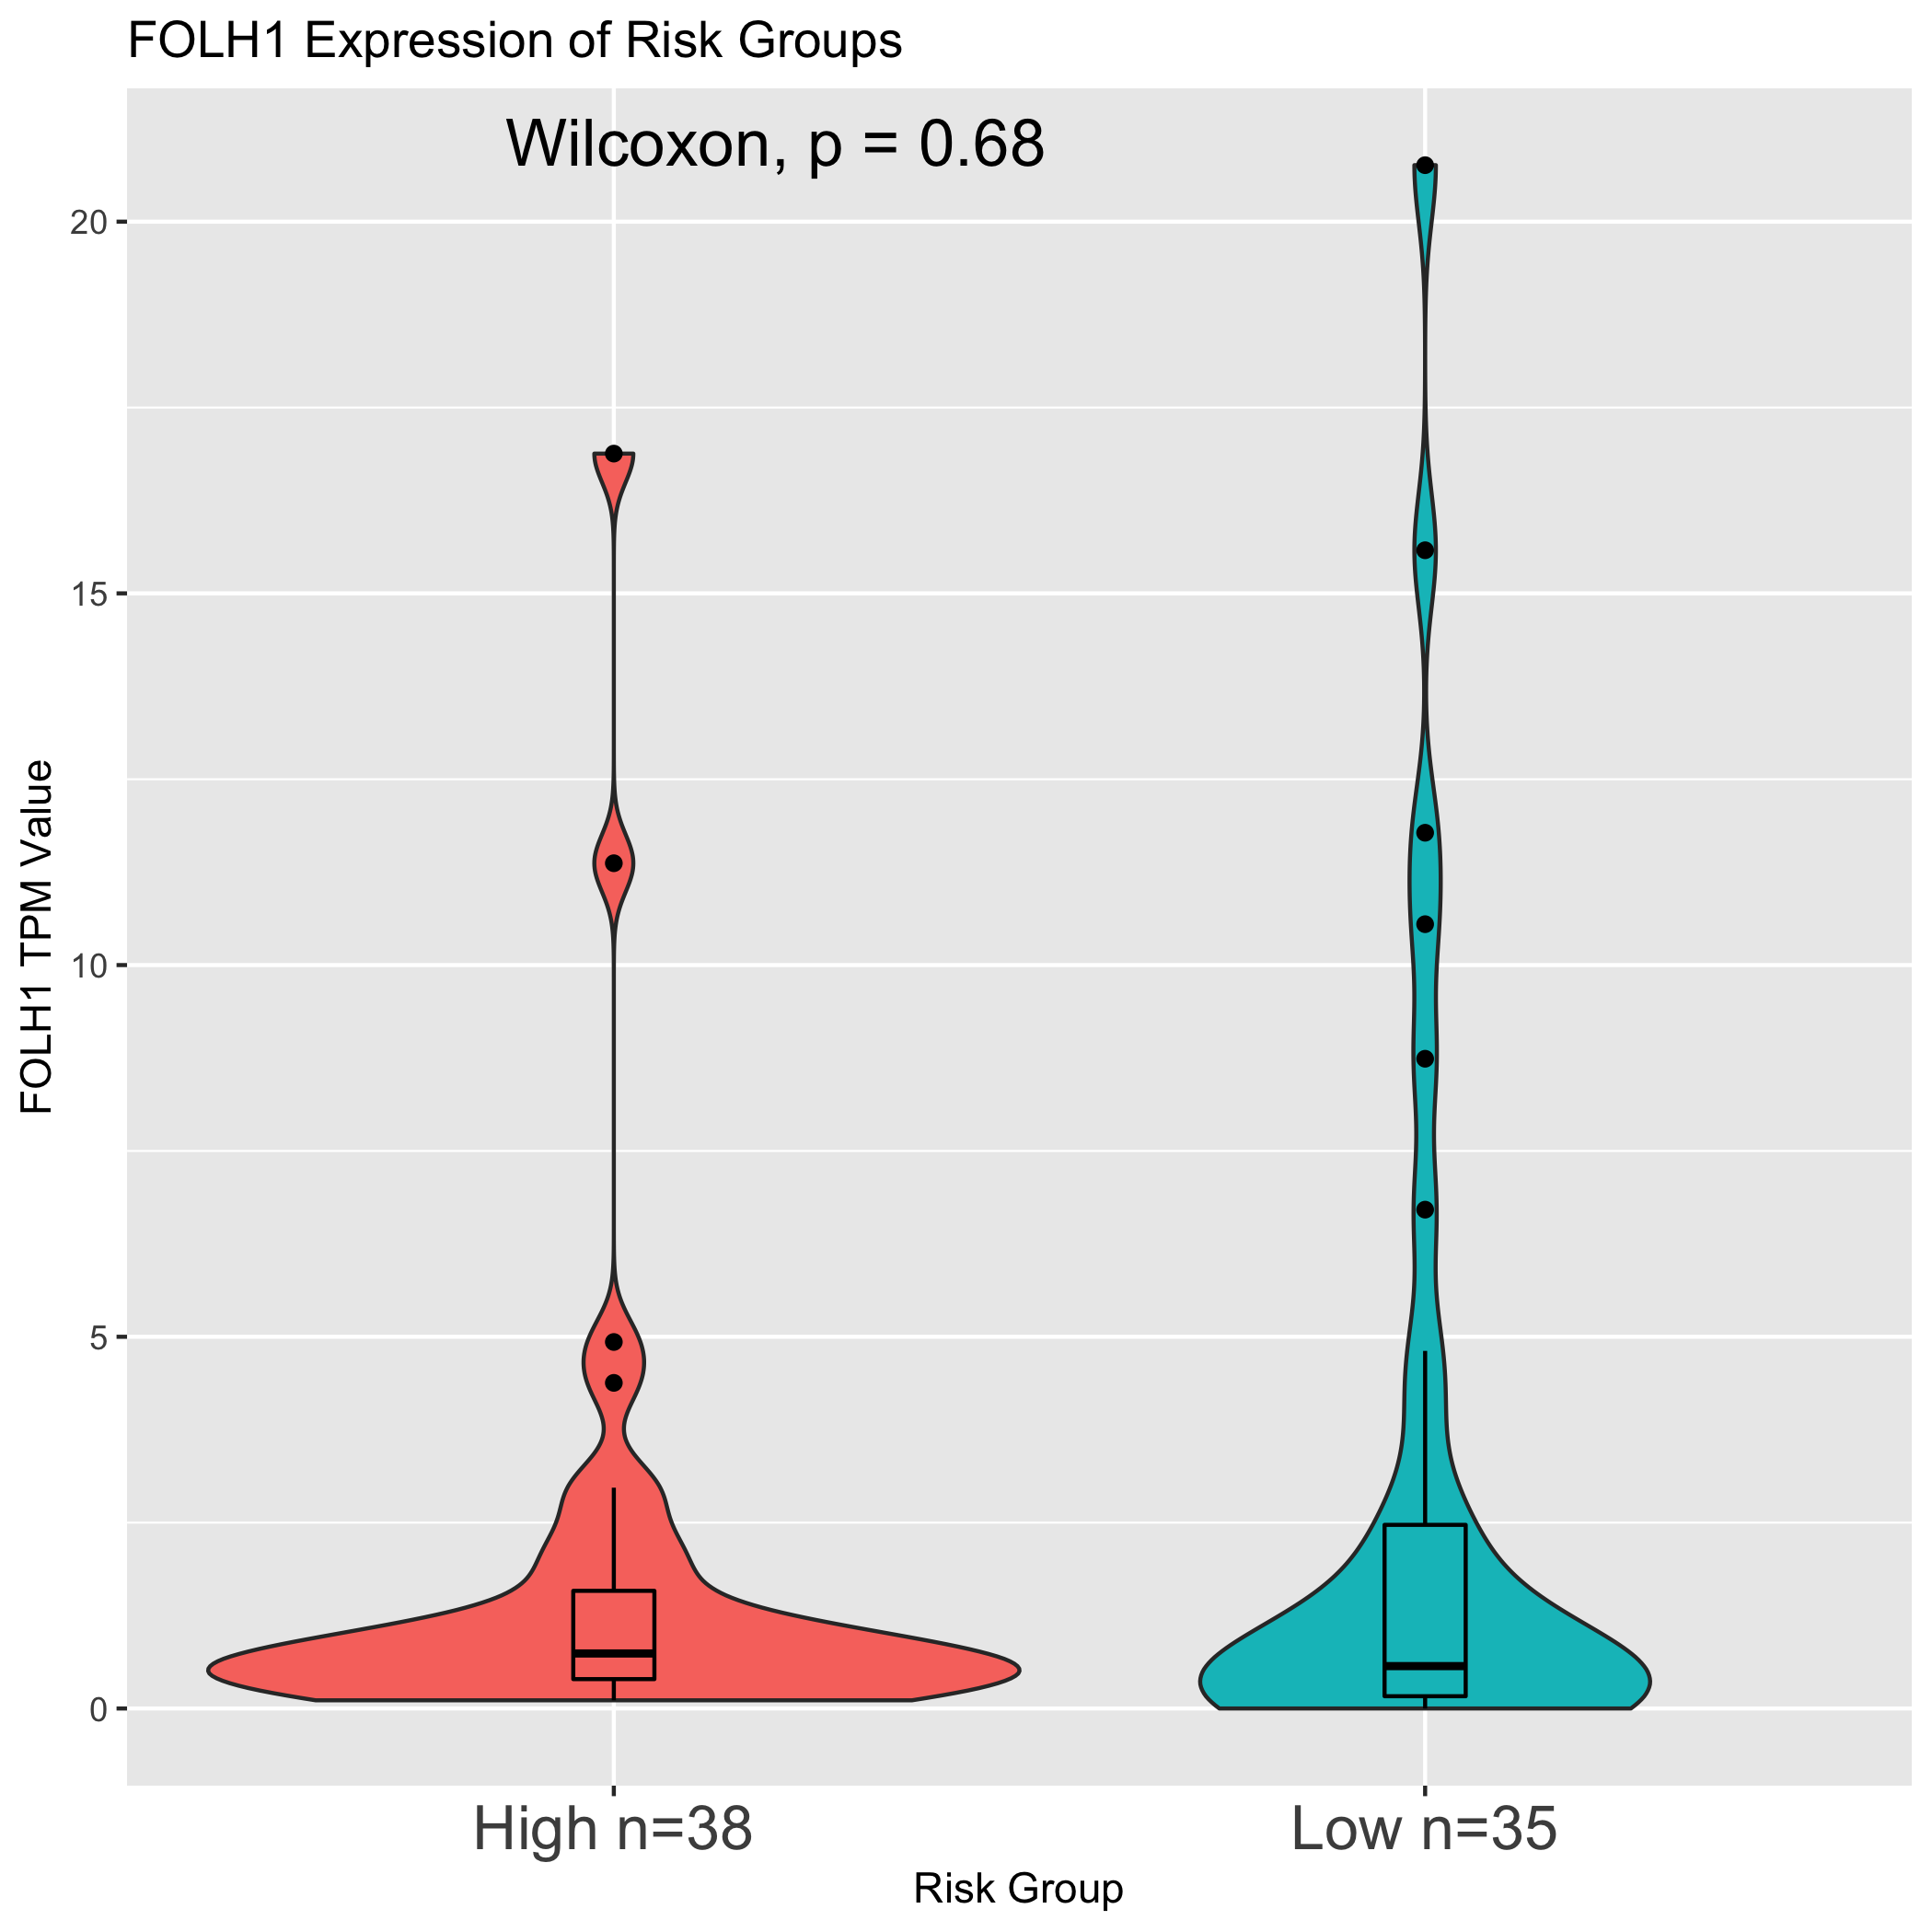 FOLH1 Expression of Risk Groups
Wilcoxon, p = 0.68
FOLH1 TPM Value
20
15
10
5
0
High n=38
Low n=35
Risk Group